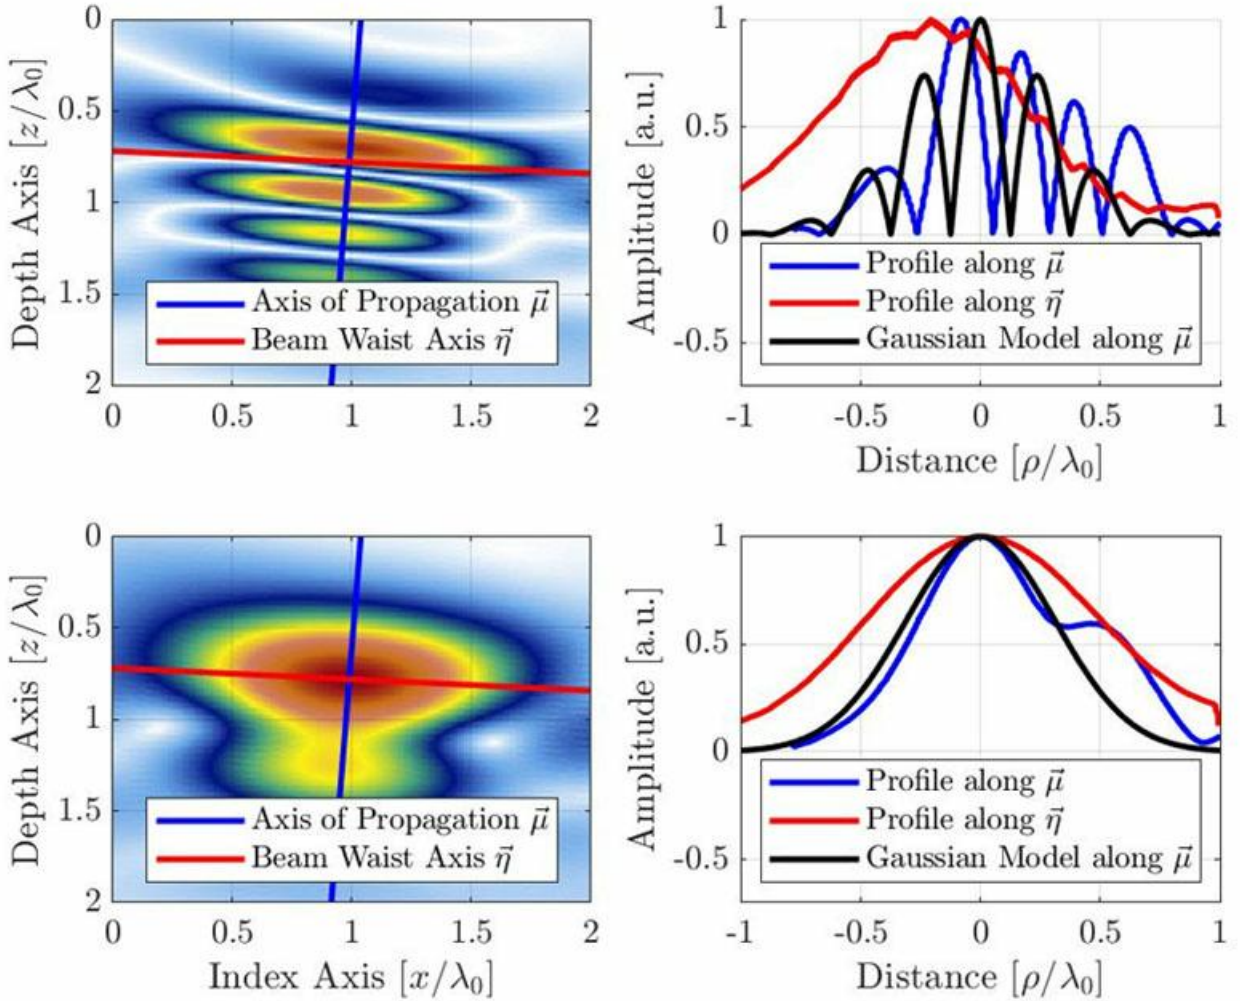 0
0.5
1
1.5
2
Depth Axis [z/λ₀]
Axis of Propagation μ⃗
Beam Waist Axis η⃗
0 0.5 1 1.5 2
1
0.5
0
-0.5
Amplitude [a.u.]
Profile along μ⃗
Profile along η⃗
Gaussian Model along μ⃗
-1 -0.5 0 0.5 1
Distance [ρ/λ₀]
0
0.5
1
1.5
2
Depth Axis [z/λ₀]
Axis of Propagation μ⃗
Beam Waist Axis η⃗
0 0.5 1 1.5 2
Index Axis [x/λ₀]
1
0.5
0
-0.5
Amplitude [a.u.]
Profile along μ⃗
Profile along η⃗
Gaussian Model along μ⃗
-1 -0.5 0 0.5 1
Distance [ρ/λ₀]